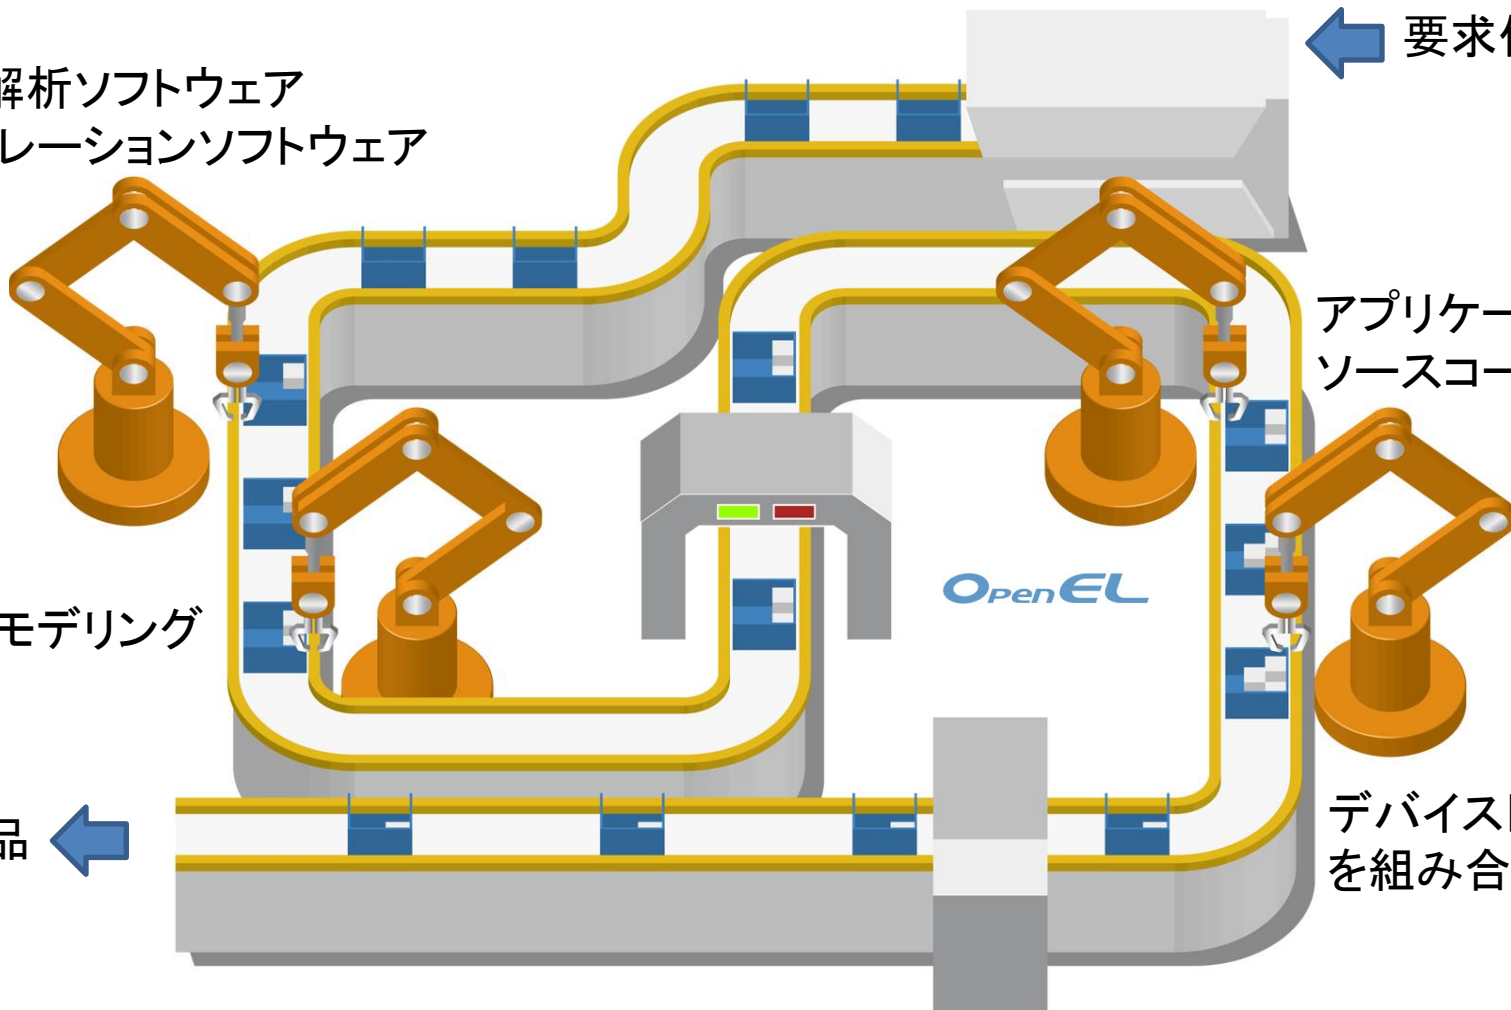 要求
解析ソフトウェア
レーションソフトウェア
アプリケー
ソースコー
OpenEL
モデリング
品
デバイス
を組み合